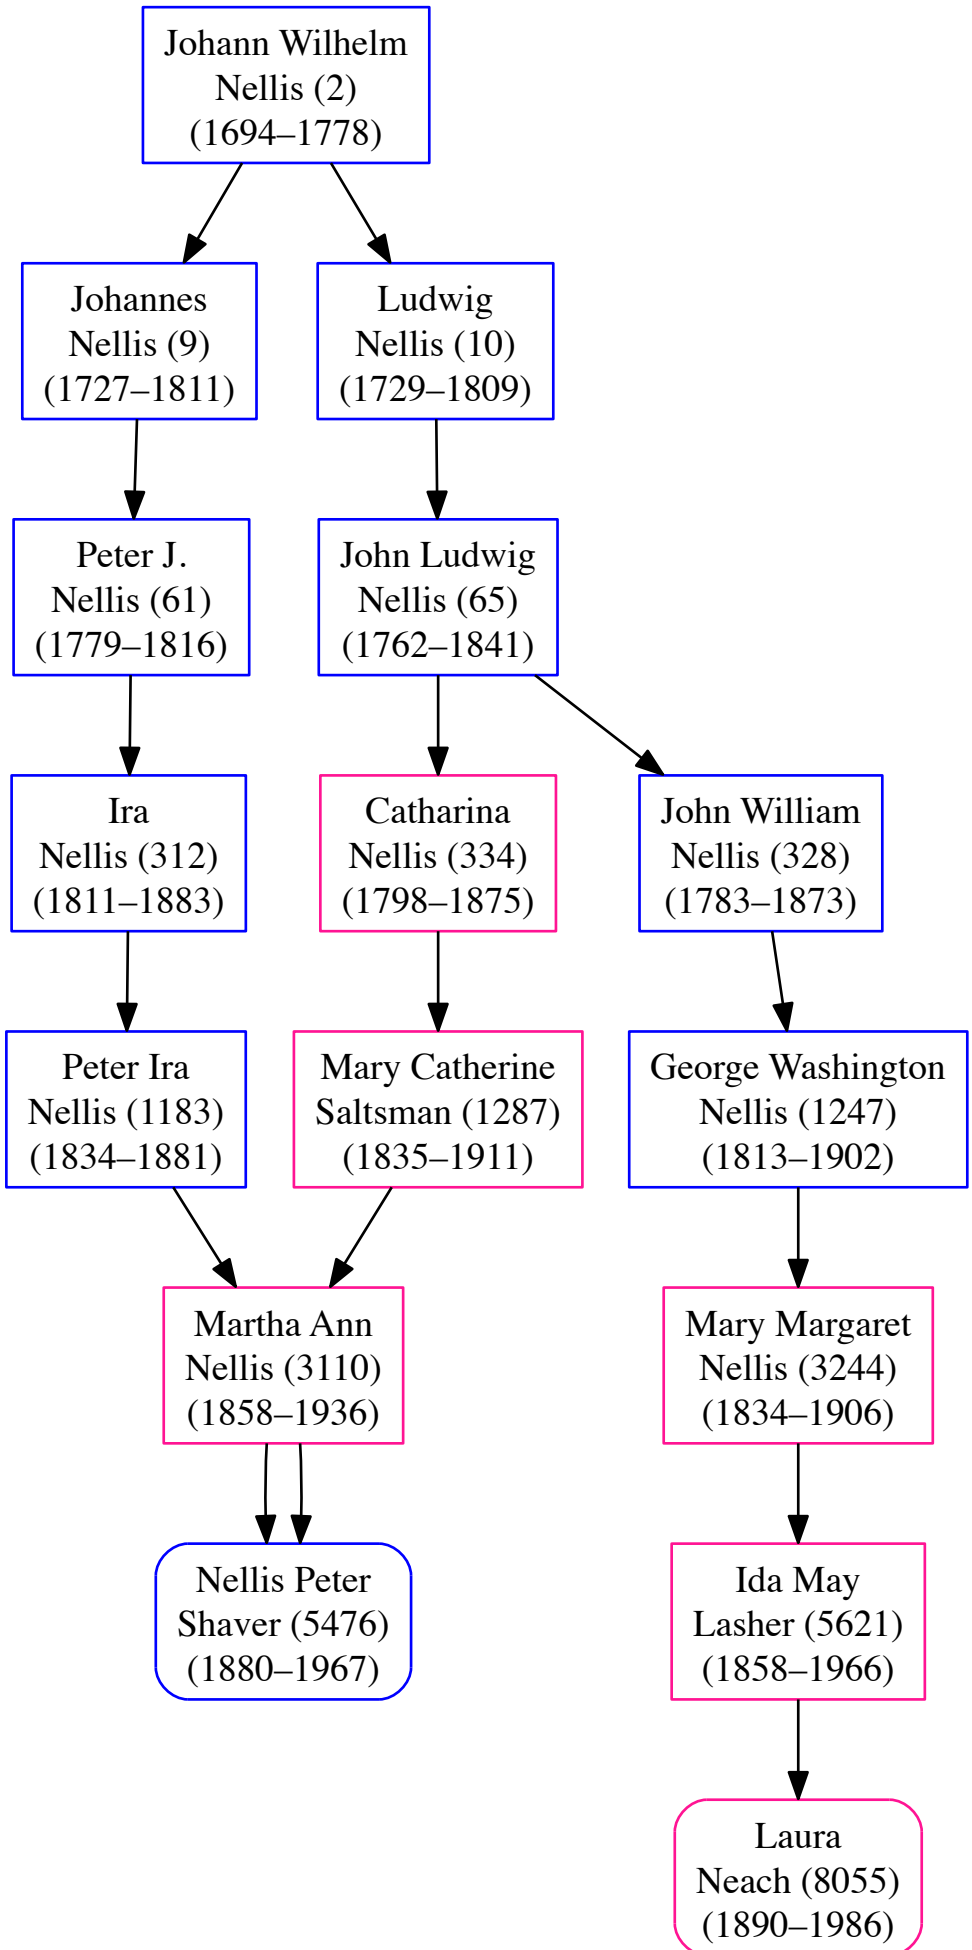 Johann Wilhelm
Nellis (2)
(1694–1778)
Johannes
Nellis (9)
(1727–1811)
Ludwig
Nellis (10)
(1729–1809)
Peter J.
Nellis (61)
(1779–1816)
John Ludwig
Nellis (65)
(1762–1841)
Ira
Nellis (312)
(1811–1883)
Catharina
Nellis (334)
(1798–1875)
John William
Nellis (328)
(1783–1873)
Peter Ira
Nellis (1183)
(1834–1881)
Mary Catherine
Saltsman (1287)
(1835–1911)
George Washington
Nellis (1247)
(1813–1902)
Martha Ann
Nellis (3110)
(1858–1936)
Mary Margaret
Nellis (3244)
(1834–1906)
Nellis Peter
Shaver (5476)
(1880–1967)
Ida May
Lasher (5621)
(1858–1966)
Laura
Neach (8055)
(1890–1986)